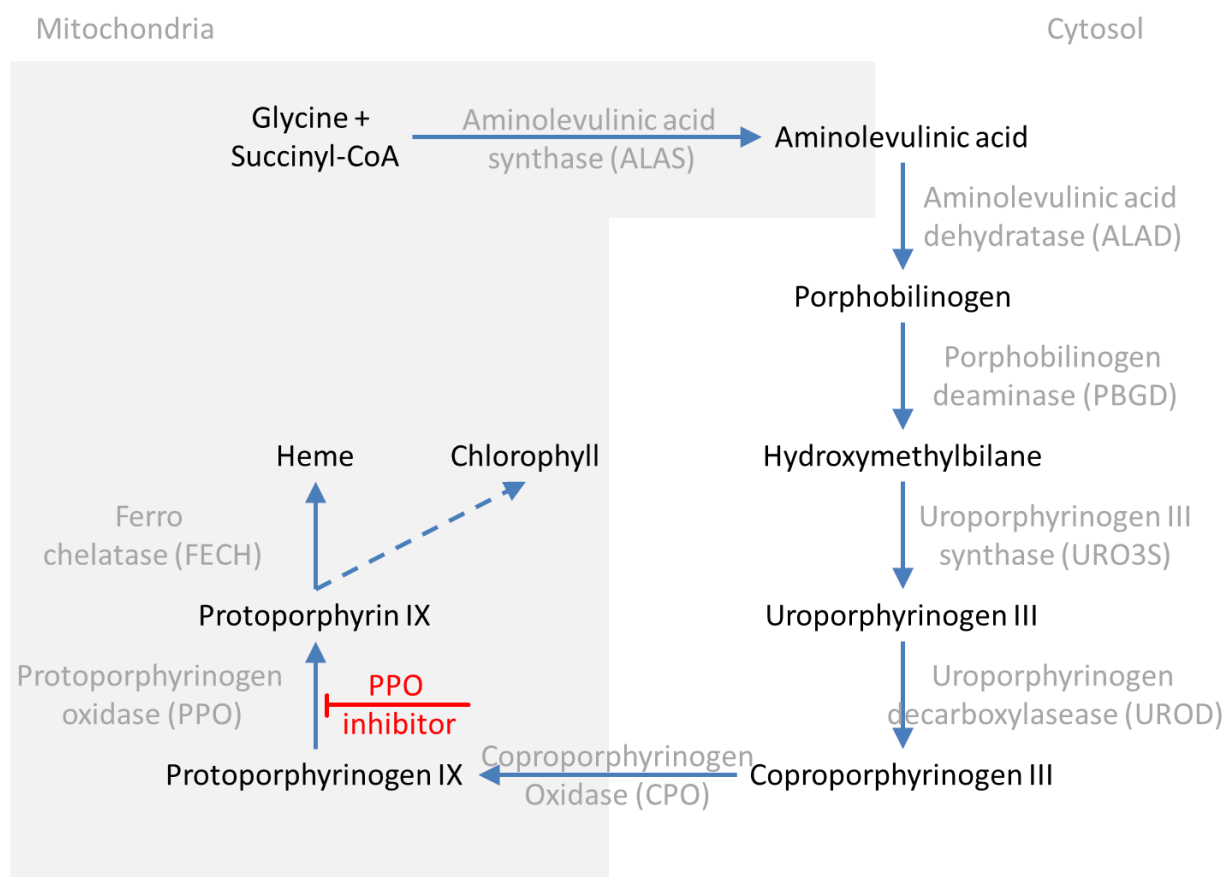 Mitochondria
Cytosol
Glycine +
Succinyl-CoA
Aminolevulinic acid
synthase (ALAS)
Aminolevulinic acid
Aminolevulinic acid
dehydratase (ALAD)
Porphobilinogen
Porphobilinogen
deaminase (PBGD)
Heme
Chlorophyll
Hydroxymethylbilane
Ferro
chelatase (FECH)
Uroporphyrinogen III
synthase (URO3S)
Protoporphyrin IX
Uroporphyrinogen III
Protoporphyrinogen
oxidase (PPO)
PPO
inhibitor
Uroporphyrinogen
decarboxylasease (UROD)
Protoporphyrinogen IX
Coproporphyrinogen
Oxidase (CPO)
Coproporphyrinogen III